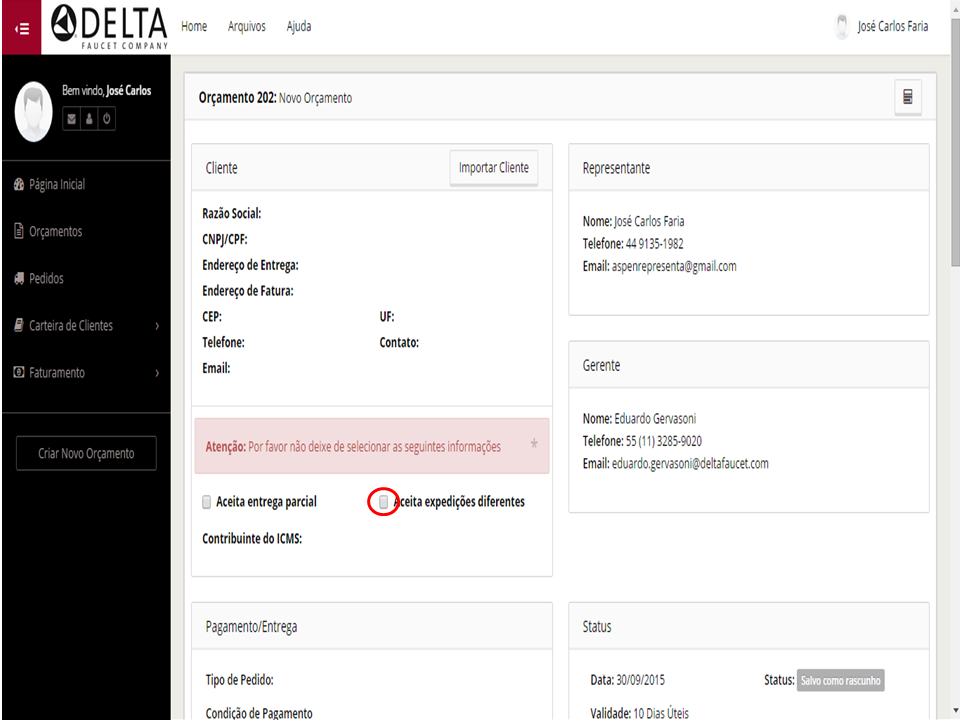 DELTA
FAUCET COMPANY
Home Arquivos Ajuda
José Carlos Faria
Bem vindo, José Carlos
Página Inicial
Orçamentos
Pedidos
Carteira de Clientes
Faturamento
Criar Novo Orçamento
Orçamento 202: Novo Orçamento
Cliente
Importar Cliente
Razão Social:
CNPJ/CPF:
Endereço de Entrega:
Endereço de Fatura:
CEP: UF:
Telefone: Contato:
Email:
Atenção: Por favor não deixe de selecionar as seguintes informações *
Aceita entrega parcial Aceita expedições diferentes
Contribuinte do ICMS:
Representante
Nome: José Carlos Faria
Telefone: 44 9135-1982
Email: aspenrepresenta@gmail.com
Gerente
Nome: Eduardo Gervasoni
Telefone: 55 (11) 3285-9020
Email: eduardo.gervasoni@deltafaucet.com
Pagamento/Entrega
Tipo de Pedido:
Condição de Pagamento
Status
Data: 30/09/2015 Status: Salvo como rascunho
Validade: 10 Dias Úteis